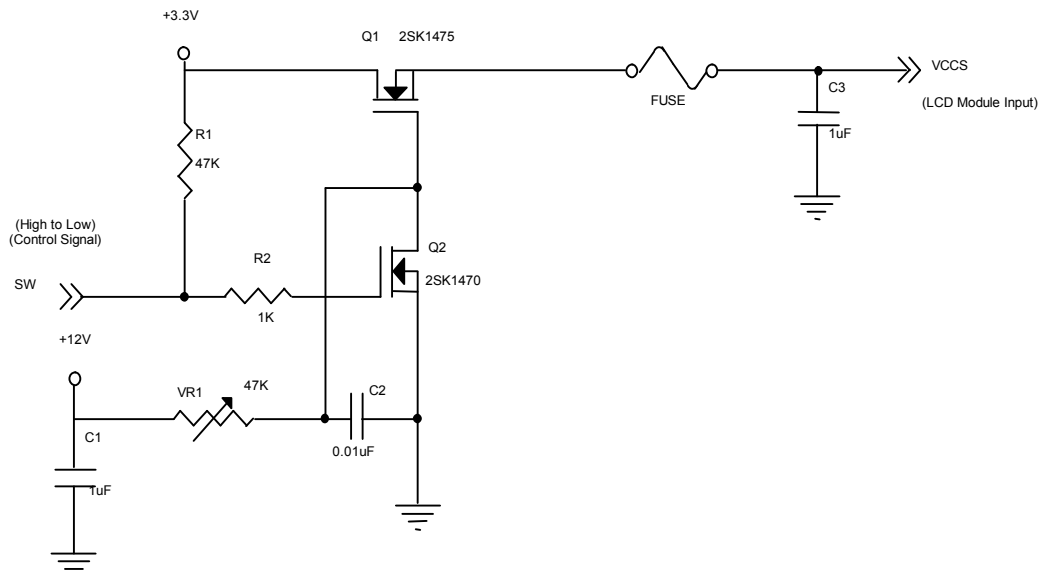 +3.3V
Q1 2SK1475
VCCS
FUSE
C3
(LCD Module Input)
R1
1uF
47K
(High to Low)
(Control Signal)
Q2
R2
SW
2SK1470
1K
+12V
VR1
47K
C2
C1
0.01uF
1uF